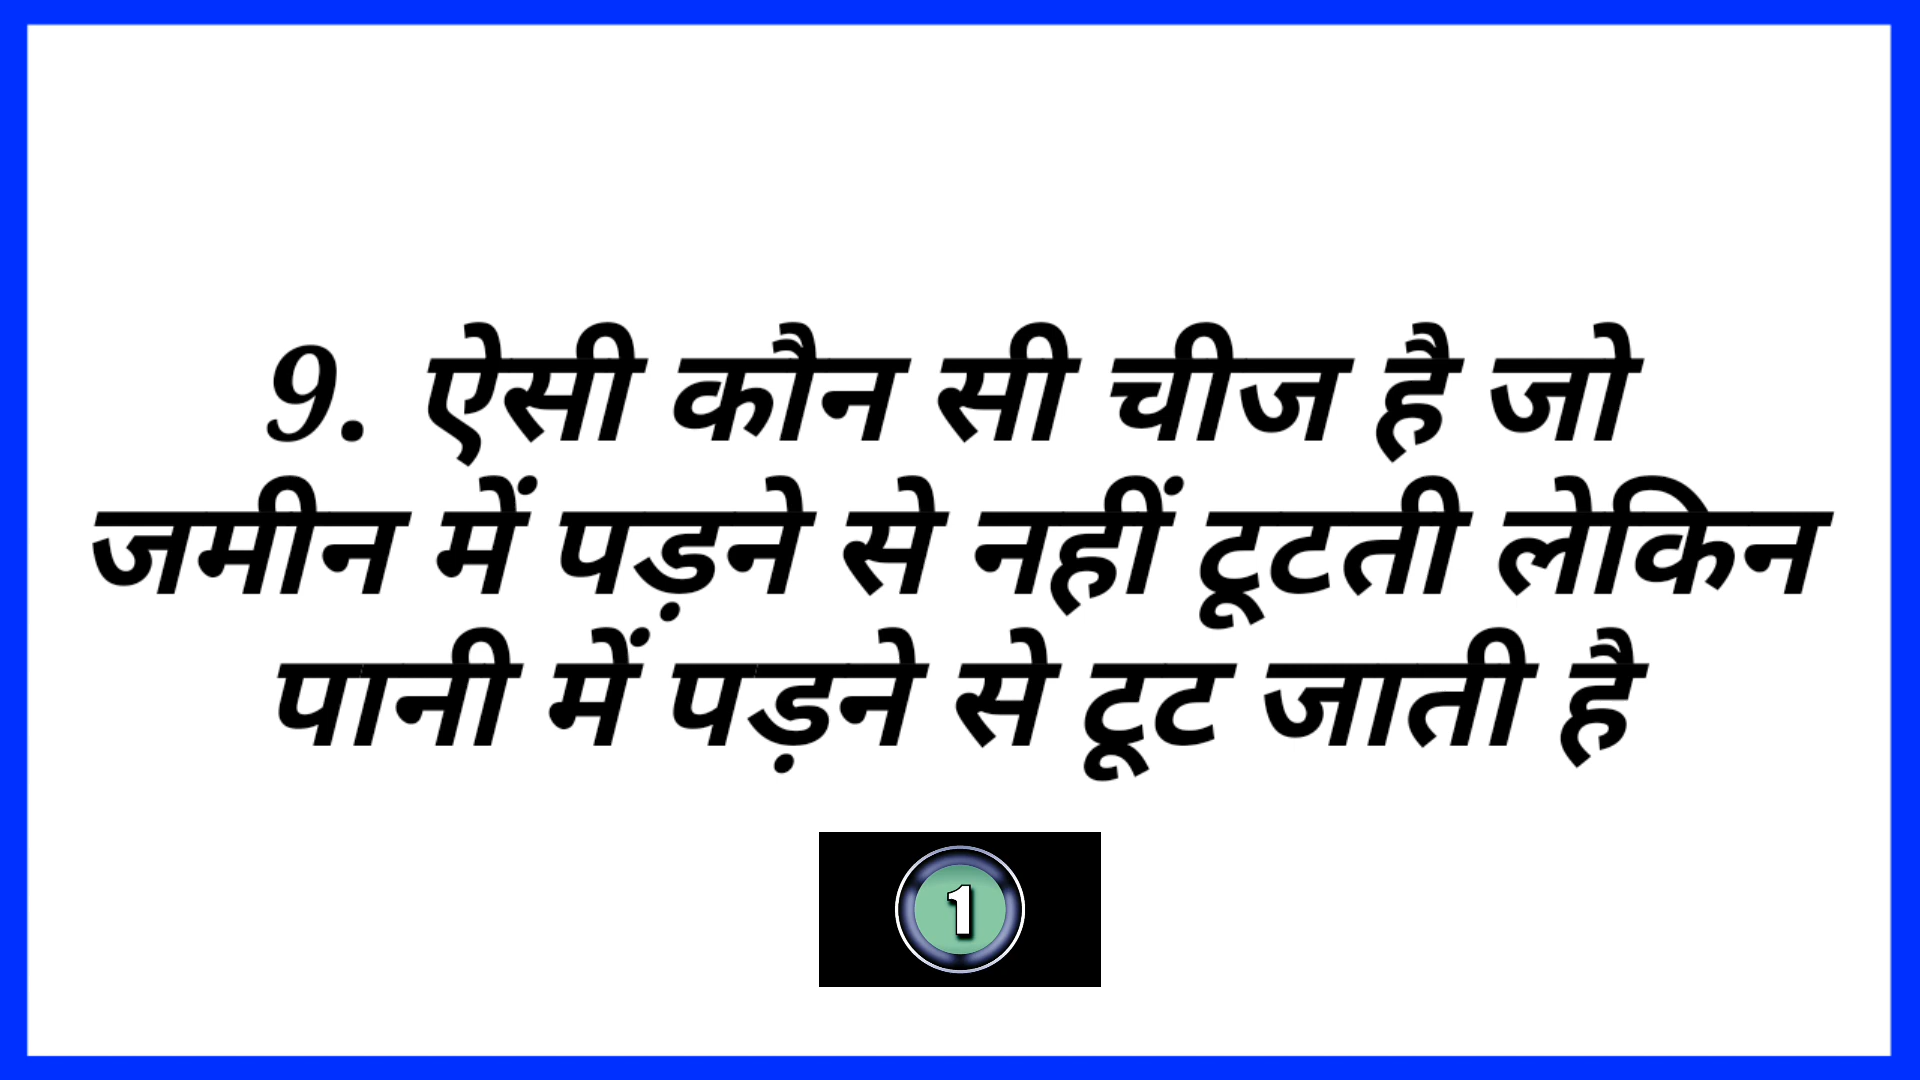 9. ऐसी कौन सी चीज है जो
जमीन में पड़ने से नहीं टूटती लेकिन
पानी में पड़ने से टूट जाती है
1